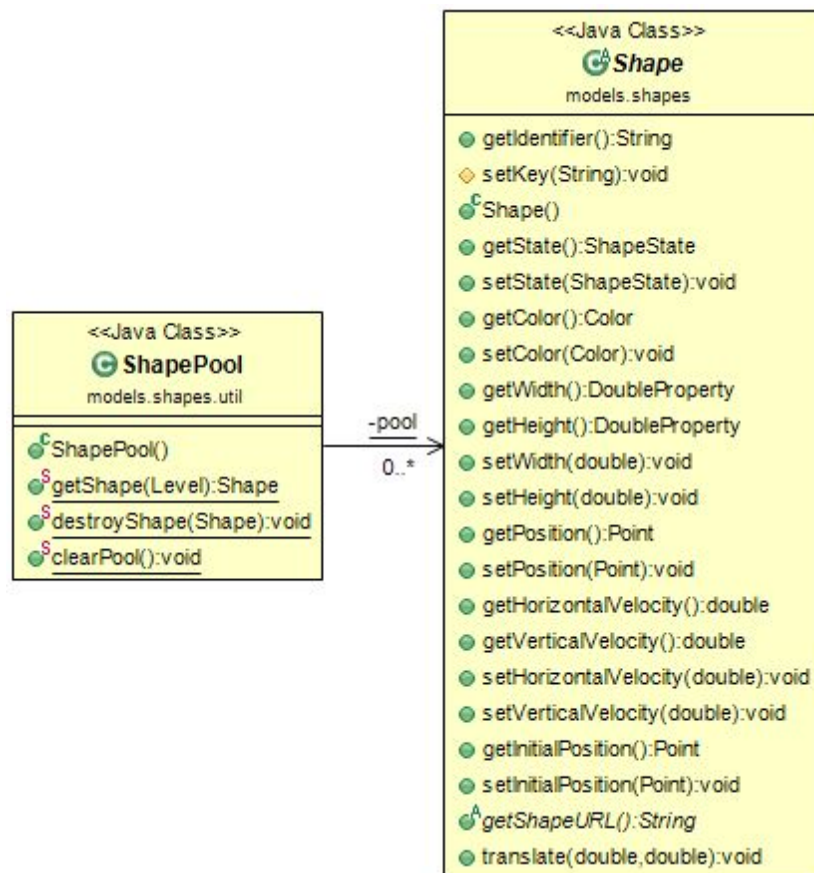 <<Java Class>>
Shape
models.shapes
getIdentifier():String
setKey(String):void
Shape()
getState():ShapeState
setState(ShapeState):void
getColor():Color
setColor(Color):void
getWidth():DoubleProperty
getHeight():DoubleProperty
setWidth(double):void
setHeight(double):void
getPosition():Point
setPosition(Point):void
getHorizontalVelocity():double
getVerticalVelocity():double
setHorizontalVelocity(double):void
setVerticalVelocity(double):void
getInitialPosition():Point
setInitialPosition(Point):void
getShapeURL():String
translate(double,double):void
<<Java Class>>
ShapePool
models.shapes.util
ShapePool()
getShape(Level):Shape
destroyShape(Shape):void
clearPool():void
-pool
0..*